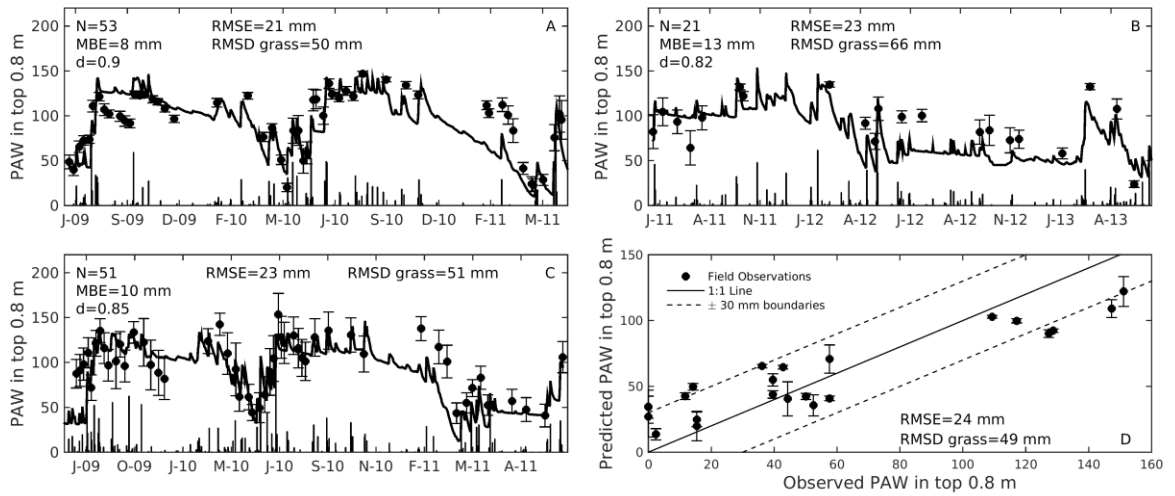 N=53 RMSE=21 mm A
MBE=8 mm RMSD grass=50 mm
d=0.9
PAW in top 0.8 m
200
150
100
50
0
J-09 S-09 D-09 F-10 M-10 J-10 S-10 D-10 F-11 M-11
N=21 RMSE=23 mm B
MBE=13 mm RMSD grass=66 mm
d=0.82
PAW in top 0.8 m
200
150
100
50
0
J-11 A-11 N-11 J-12 A-12 J-12 A-12 N-12 J-13 A-13
N=51 RMSE=23 mm RMSD grass=51 mm C
MBE=10 mm
d=0.85
PAW in top 0.8 m
200
150
100
50
0
J-09 O-09 J-10 M-10 J-10 S-10 N-10 F-11 M-11 A-11
Predicted PAW in top 0.8 m
150
100
50
0
Field Observations
1:1 Line
± 30 mm boundaries
RMSE=24 mm
RMSD grass=49 mm D
0 20 40 60 80 100 120 140 160
Observed PAW in top 0.8 m